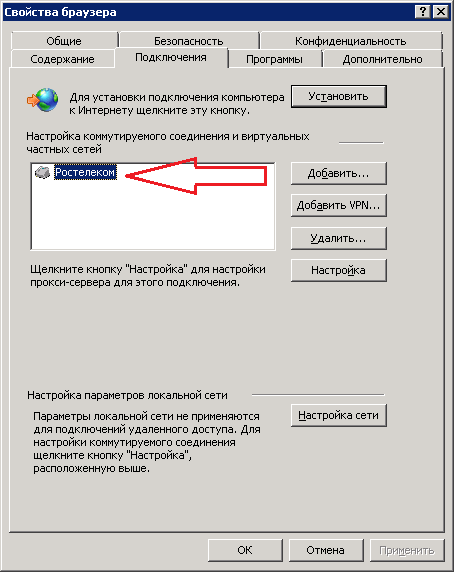 Свойства браузера
Общие
Безопасность
Конфиденциальность
Содержание
Подключения
Программы
Дополнительно
Для установки подключения компьютера
к Интернету щелкните эту кнопку.
Установить
Настройка коммутируемого соединения и виртуальных
частных сетей
Ростелеком
Добавить...
Добавить VPN...
Удалить...
Щелкните кнопку "Настройка" для настройки
прокси-сервера для этого подключения.
Настройка
Настройка параметров локальной сети
Параметры локальной сети не применяются
для подключений удаленного доступа. Для
настройки коммутируемого соединения
щелкните кнопку "Настройка",
расположенную выше.
Настройка сети
ОК
Отмена
Применить